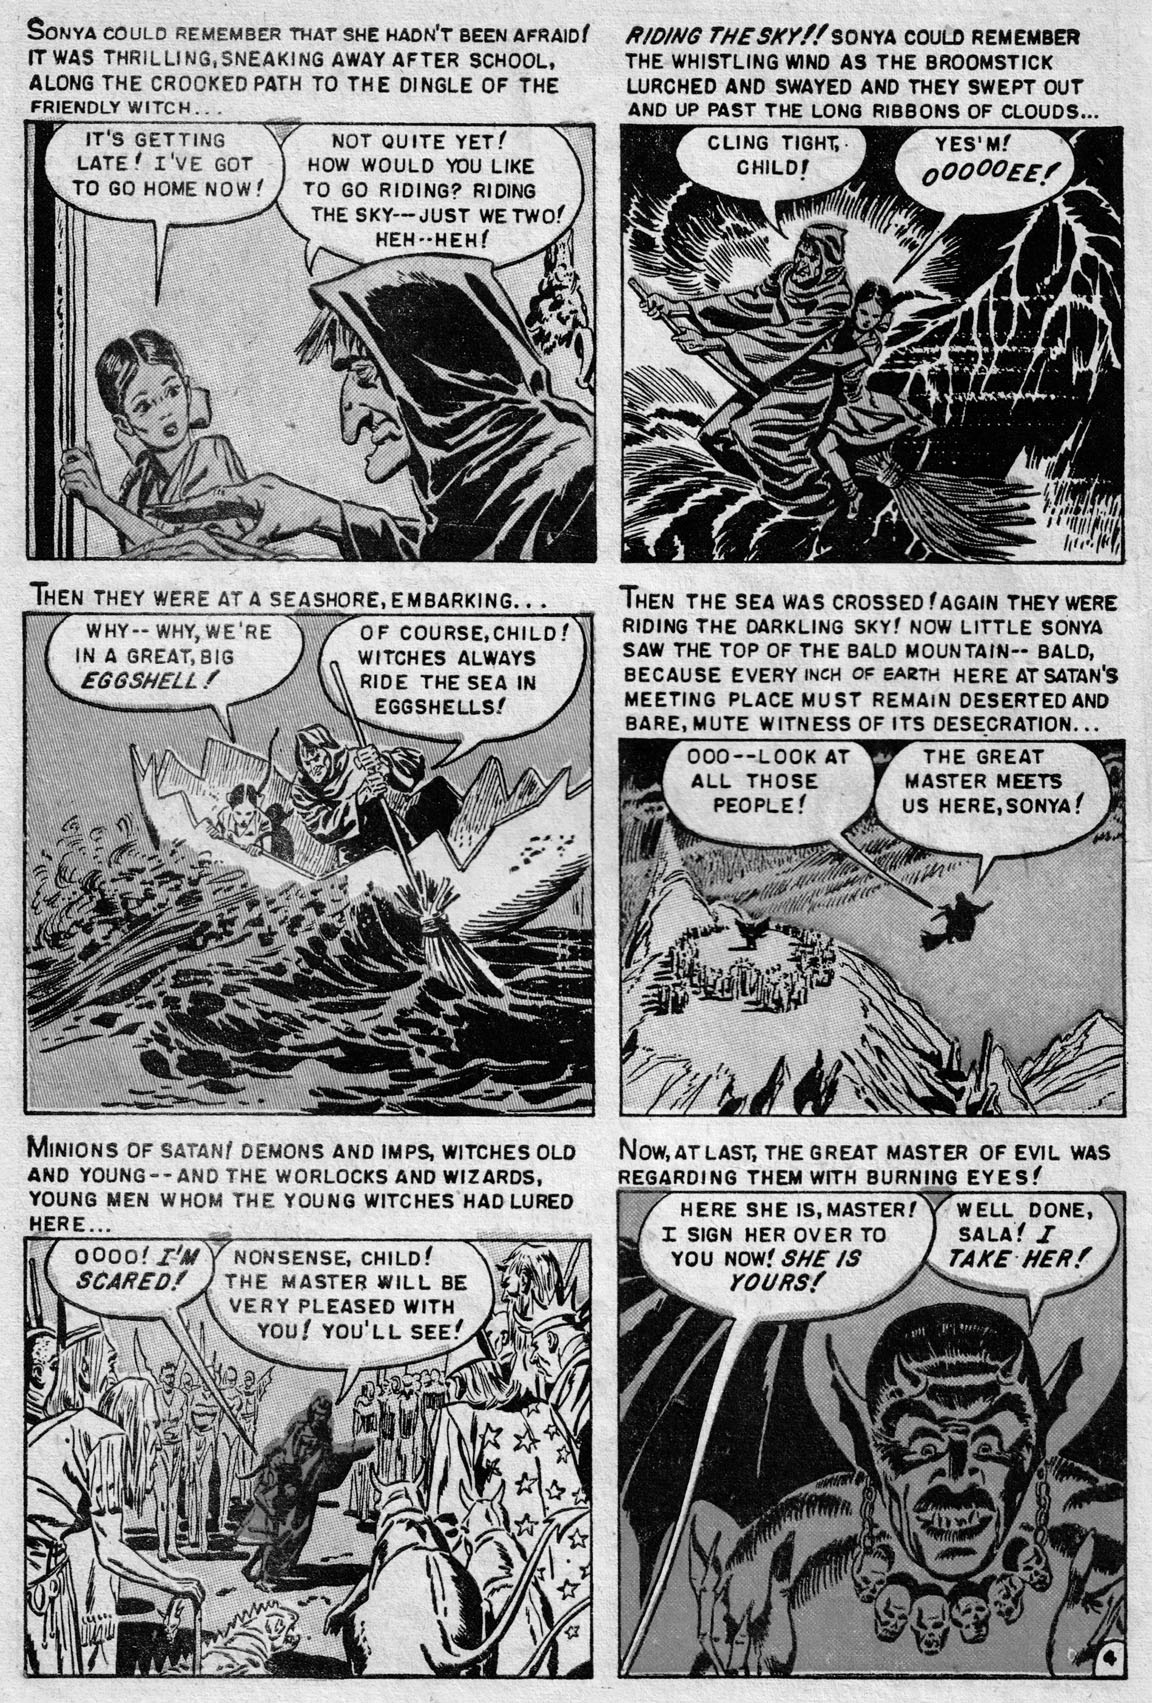 SONYA COULD REMEMBER THAT SHE HADN'T BEEN AFRAID!
IT WAS THRILLING, SNEAKING AWAY AFTER SCHOOL,
ALONG THE CROOKED PATH TO THE DINGLE OF THE
FRIENDLY WITCH...
IT'S GETTING
LATE! I'VE GOT
TO GO HOME NOW!
NOT QUITE YET!
HOW WOULD YOU LIKE
TO GO RIDING? RIDING
THE SKY---JUST WE TWO!
HEH--HEH!
RIDING THE SKY!! SONYA COULD REMEMBER
THE WHISTLING WIND AS THE BROOMSTICK
LURCHED AND SWAYED AND THEY SWEPT OUT
AND UP PAST THE LONG RIBBONS OF CLOUDS...
CLING TIGHT,
CHILD!
YES'M!
OOOOOEE!
THEN THEY WERE AT A SEASHORE, EMBARKING...
WHY-- WHY, WE'RE
IN A GREAT, BIG
EGGSHELL!
OF COURSE, CHILD!
WITCHES ALWAYS
RIDE THE SEA IN
EGGSHELLS!
THEN THE SEA WAS CROSSED! AGAIN THEY WERE
RIDING THE DARKLING SKY! NOW LITTLE SONYA
SAW THE TOP OF THE BALD MOUNTAIN-- BALD,
BECAUSE EVERY INCH OF EARTH HERE AT SATAN'S
MEETING PLACE MUST REMAIN DESERTED AND
BARE, MUTE WITNESS OF ITS DESECRATION...
OOO--LOOK AT
ALL THOSE
PEOPLE!
THE GREAT
MASTER MEETS
US HERE, SONYA!
MINIONS OF SATAN! DEMONS AND IMPS, WITCHES OLD
AND YOUNG--AND THE WORLOCKS AND WIZARDS,
YOUNG MEN WHOM THE YOUNG WITCHES HAD LURED
HERE...
OOOO! I'M
SCARED!
NONSENSE, CHILD!
THE MASTER WILL BE
VERY PLEASED WITH
YOU! YOU'LL SEE!
NOW, AT LAST, THE GREAT MASTER OF EVIL WAS
REGARDING THEM WITH BURNING EYES!
HERE SHE IS, MASTER!
I SIGN HER OVER TO
YOU NOW! SHE IS
YOURS!
WELL DONE,
SALA! I
TAKE HER!
4